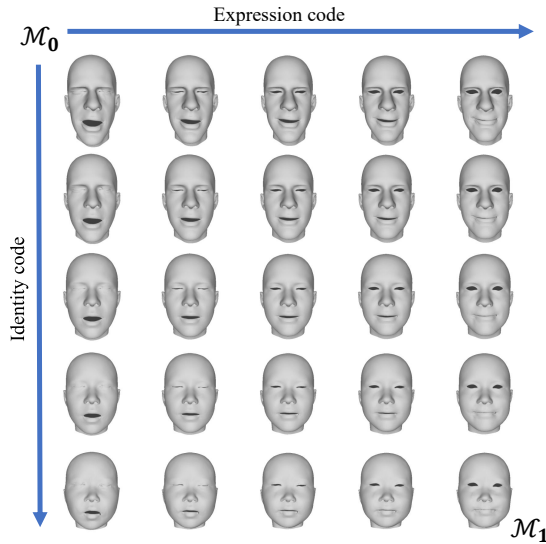 Expression code
ℳ₀
Identity code
ℳ₁